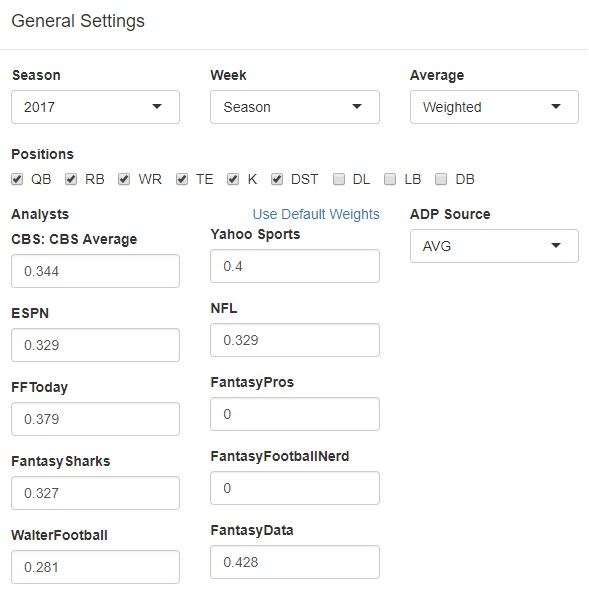 General Settings
Season Week Average
2017 Season Weighted
Positions
QB RB WR TE K DST DL LB DB
Analysts Use Default Weights ADP Source
CBS: CBS Average Yahoo Sports
0.344 0.4 AVG
ESPN NFL
0.329 0.329
FFToday FantasyPros
0.379 0
FantasySharks FantasyFootballNerd
0.327 0
WalterFootball FantasyData
0.281 0.428